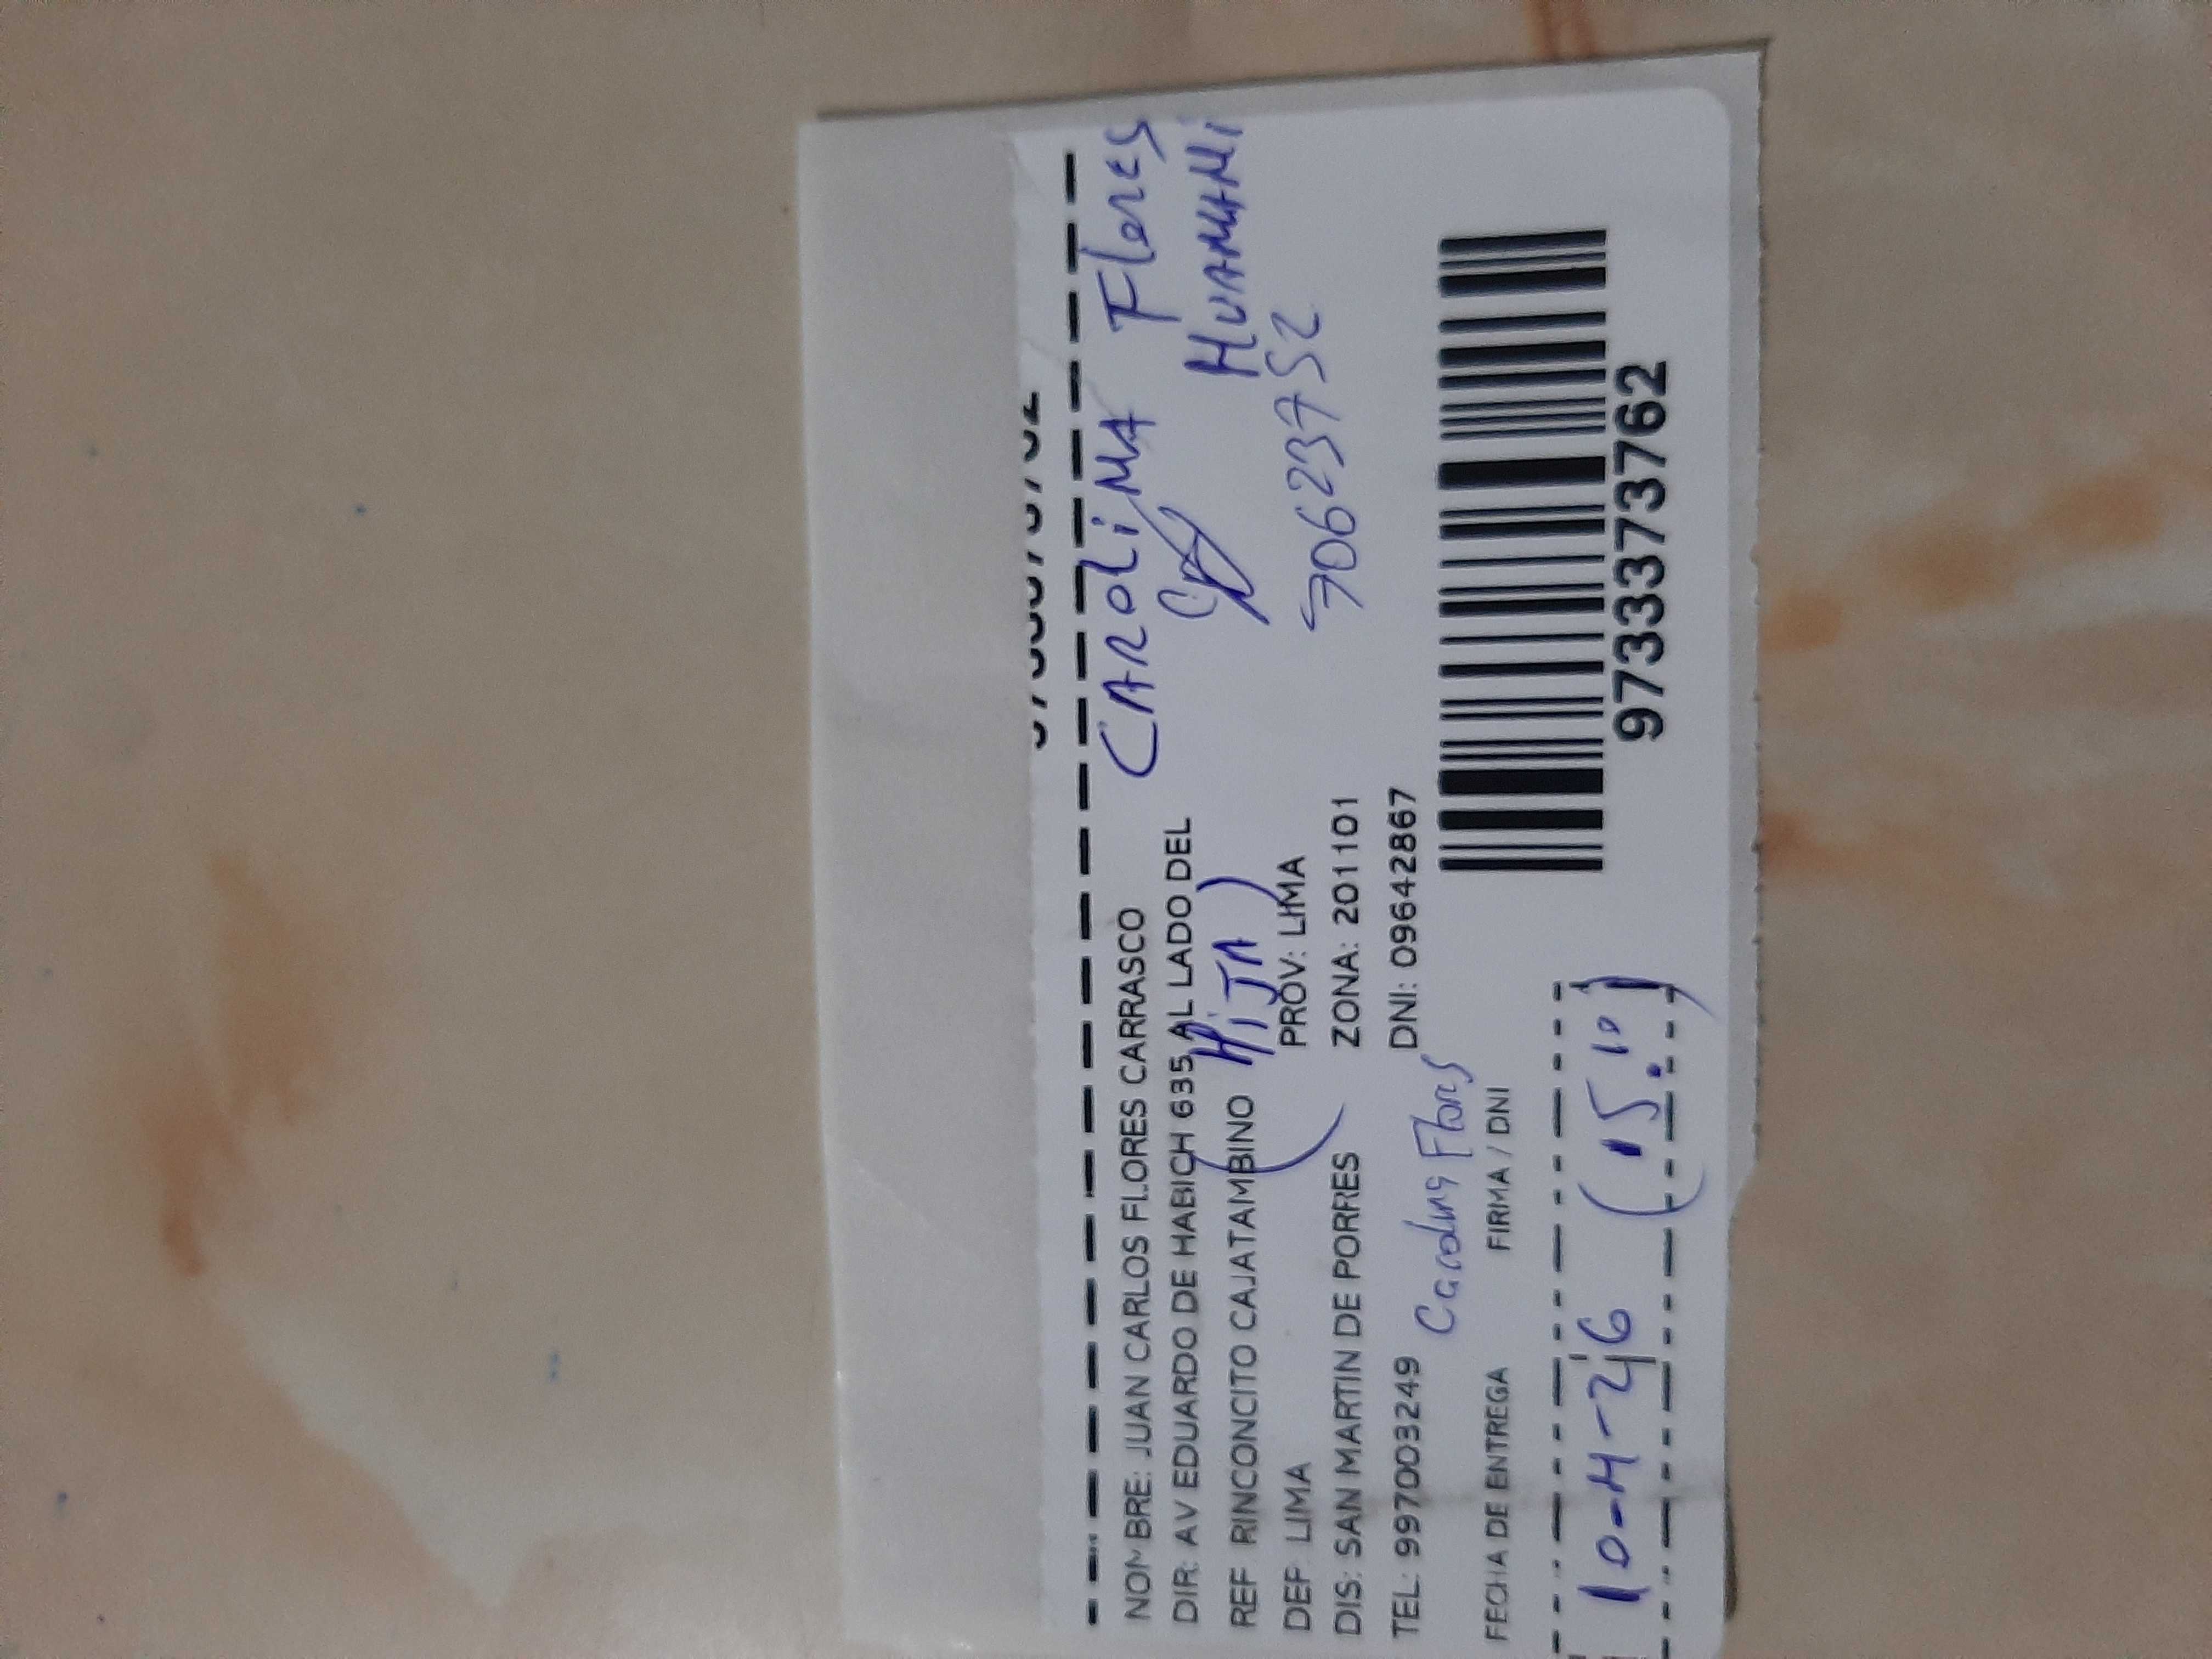 CAROLINA Flores
HUAMANI
70623752
NOMBRE: JUAN CARLOS FLORES CARRASCO
DIR: AV EDUARDO DE HABICH 635 AL LADO DEL
REF RINCONCITO CAJATAMBINO
(HIJA)
DEP: LIMA PROV: LIMA
DIS: SAN MARTIN DE PORRES ZONA: 201101
TEL: 997003249 DNI: 09642867
Carolina Flores
FECHA DE ENTREGA FIRMA / DNI
973337373762
10-4-26 (15:10)